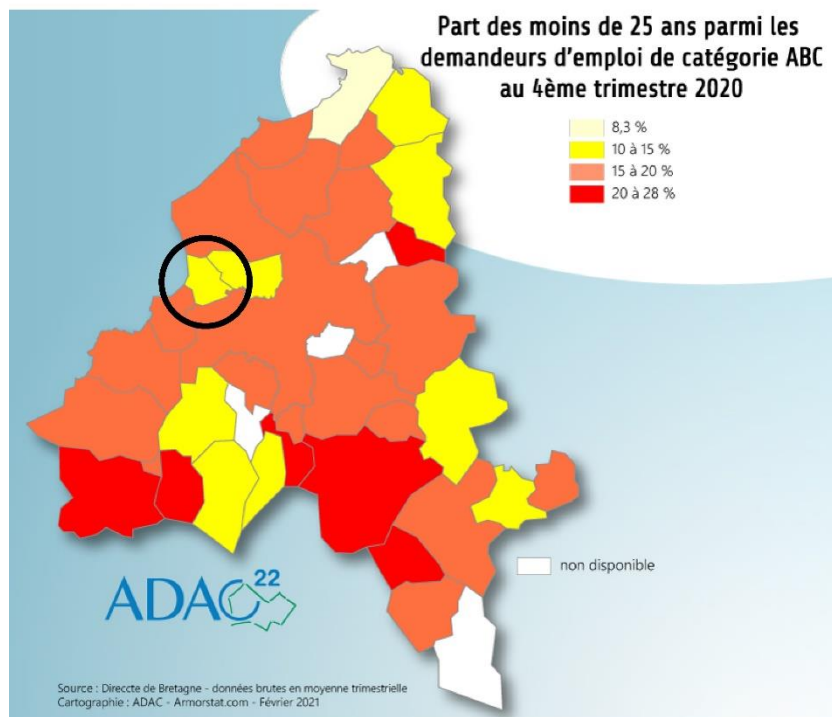 Part des moins de 25 ans parmi les
demandeurs d'emploi de catégorie ABC
au 4ème trimestre 2020
8,3 %
10 à 15 %
15 à 20 %
20 à 28 %
non disponible
ADAC 22
Source : Direccte de Bretagne - données brutes en moyenne trimestrielle
Cartographie : ADAC - Armorstat.com - Février 2021